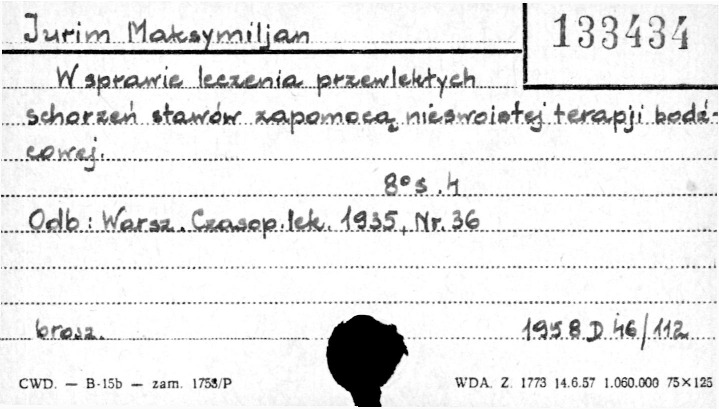 Jurim Maksymiljan
133434
W sprawie leczenia przewlekłych
schorzeń stawów zapomocą nieswoistej terapji bodź-
cowej.
8° s. 4
Odb: Warsz. Czasop. lek. 1935, Nr. 36
brosz.
1958 D 46/112
CWD. — B-15b — zam. 1753/P
WDA. Z. 1773 14.6.57 1.060.000 75×125